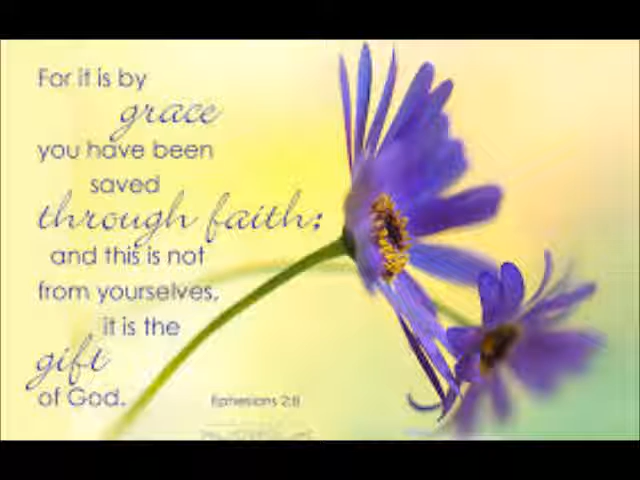 For it is by
grace
you have been
saved
through faith;
and this is not
from yourselves,
it is the
gift
of God.
Ephesians 2:8